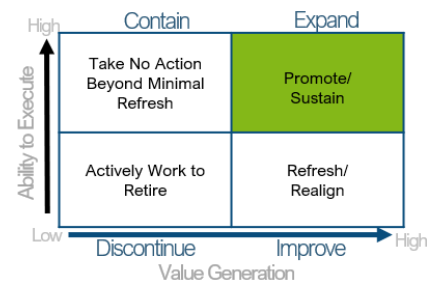 Contain
Expand
High
Take No Action
Beyond Minimal
Refresh
Promote/
Sustain
Ability to Execute
Actively Work to
Retire
Refresh/
Realign
Low
High
Discontinue
Improve
Value Generation